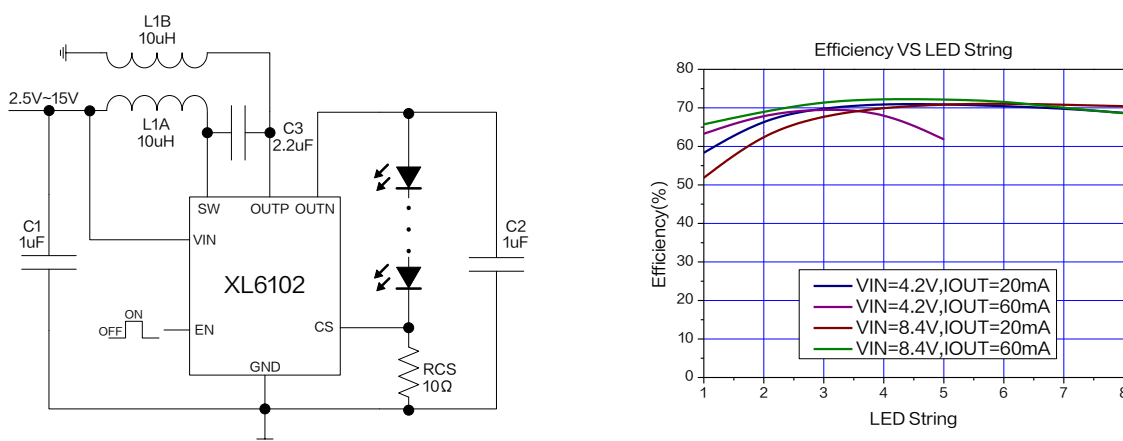 L1B
10uH
2.5V~15V
L1A
10uH
C3
2.2uF
SW
OUTP
OUTN
C1
1uF
VIN
C2
1uF
XL6102
ON
OFF
EN
CS
GND
RCS
10Ω
Efficiency VS LED String
80
70
60
50
40
30
20
10
0
Efficiency(%)
VIN=4.2V,IOUT=20mA
VIN=4.2V,IOUT=60mA
VIN=8.4V,IOUT=20mA
VIN=8.4V,IOUT=60mA
1 2 3 4 5 6 7 8
LED String